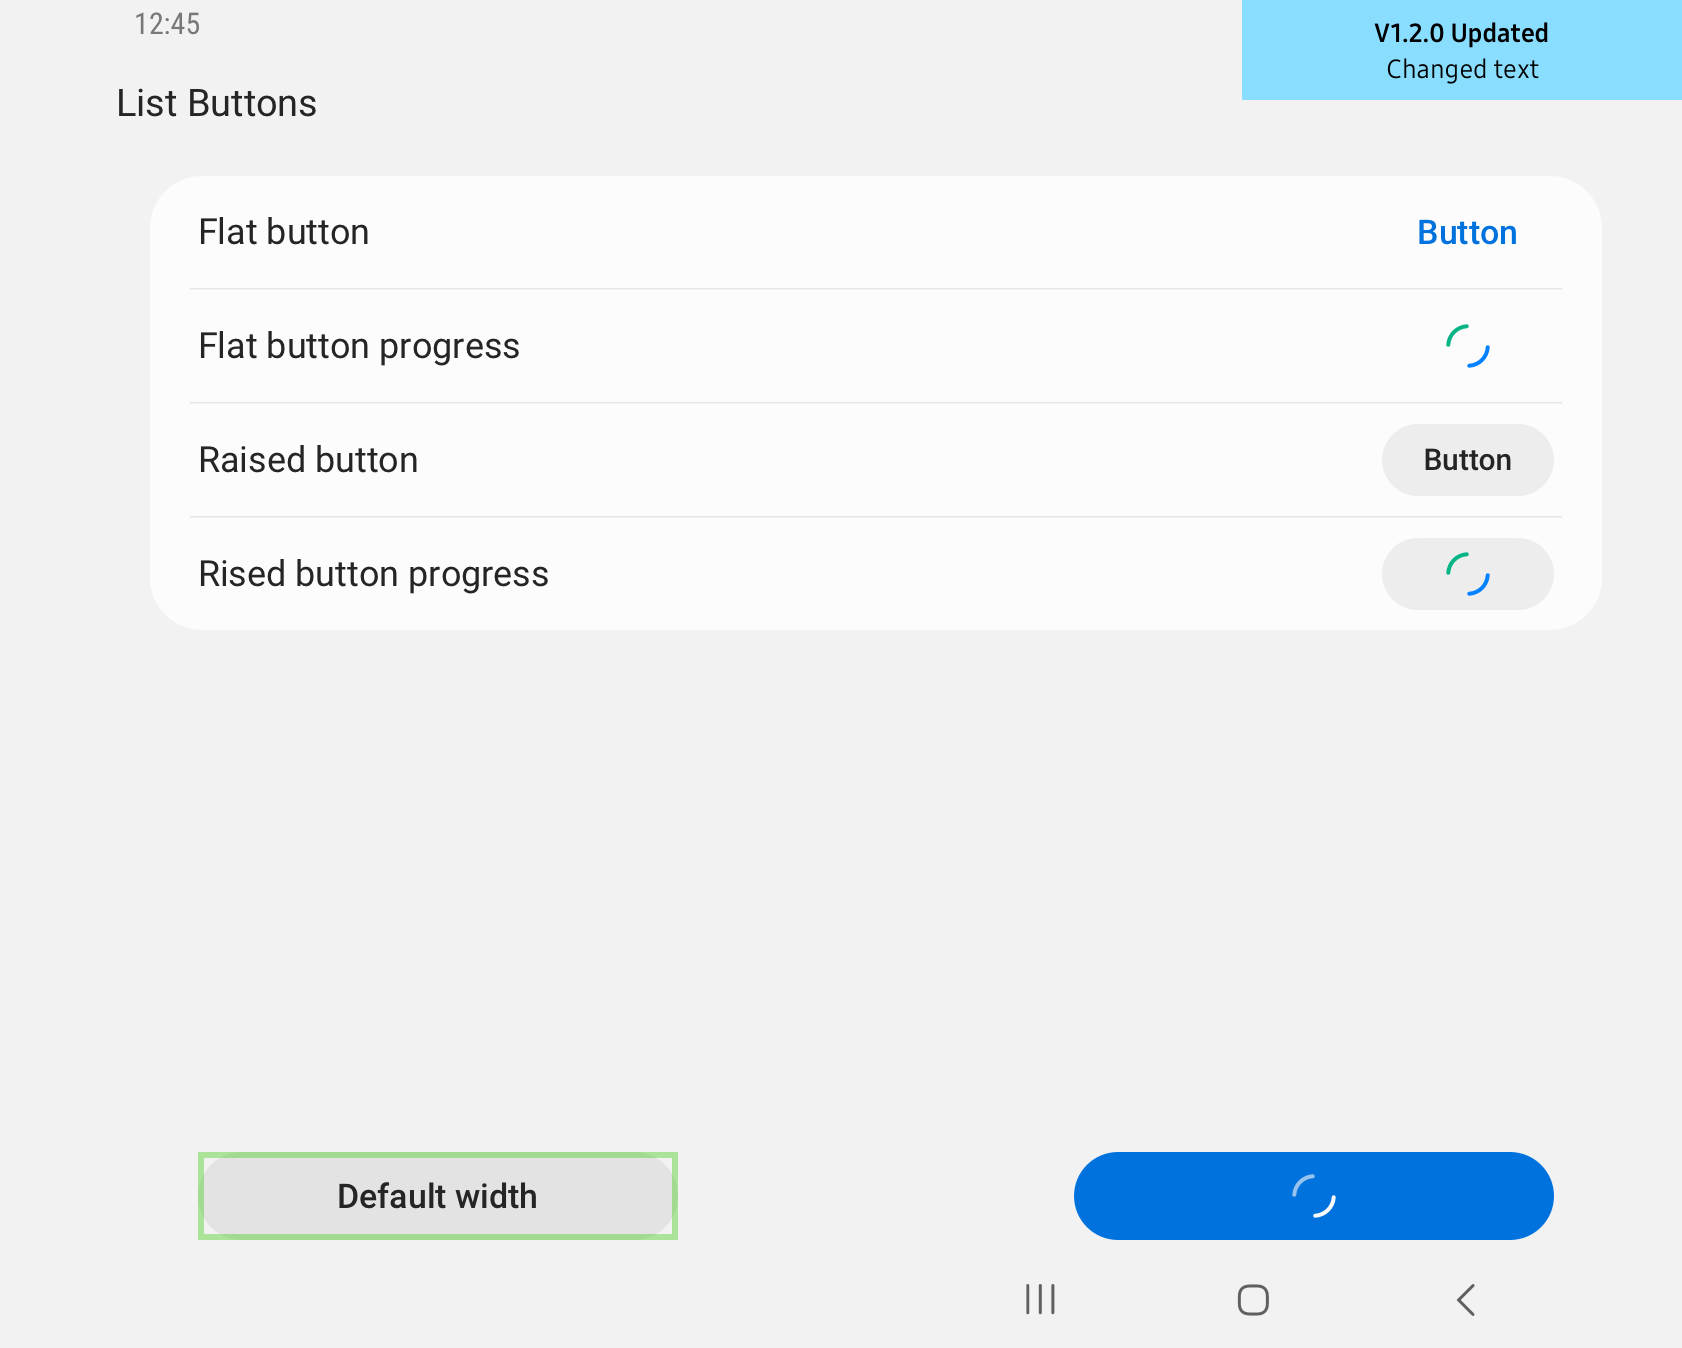 12:45
V1.2.0 Updated
Changed text
List Buttons
Flat button
Button
Flat button progress
Raised button
Button
Rised button progress
Default width